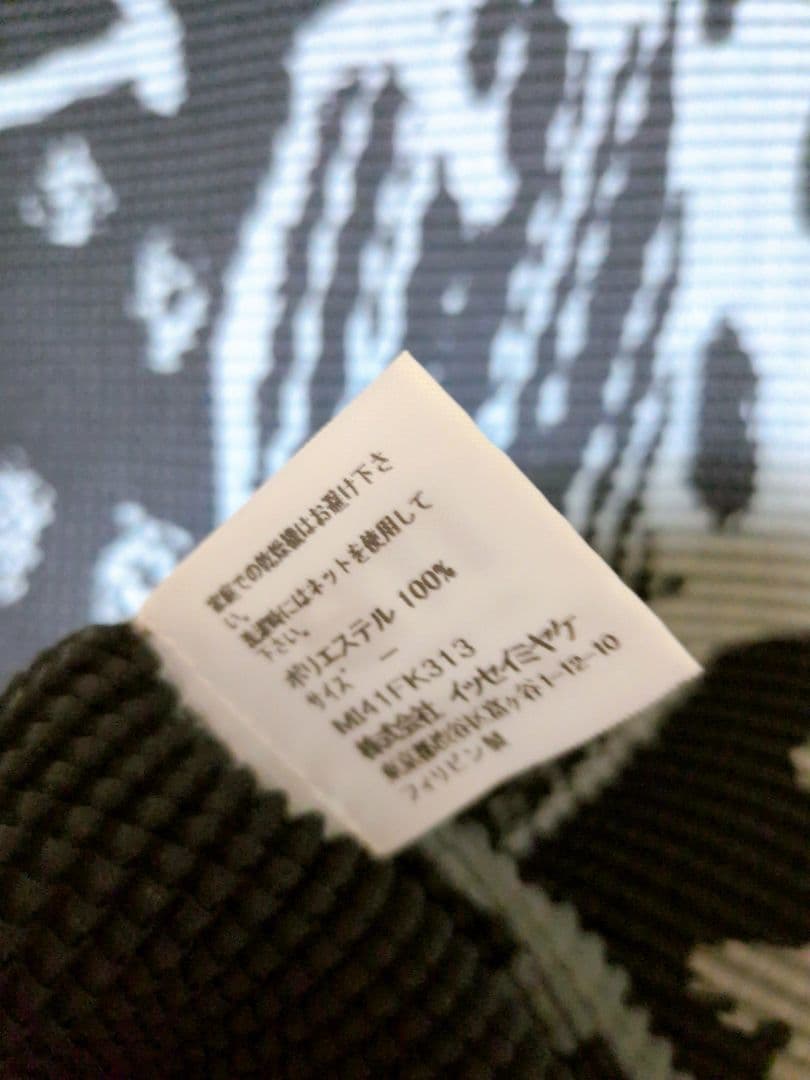 家庭での乾燥機はお避け下さ
い。
洗濯時にはネットを使用して
下さい。
ポリエステル 100%
サイズ ー
MI41FK313
株式会社 イッセイミヤケ
東京都渋谷区富ヶ谷1-12-10
フィリピン製